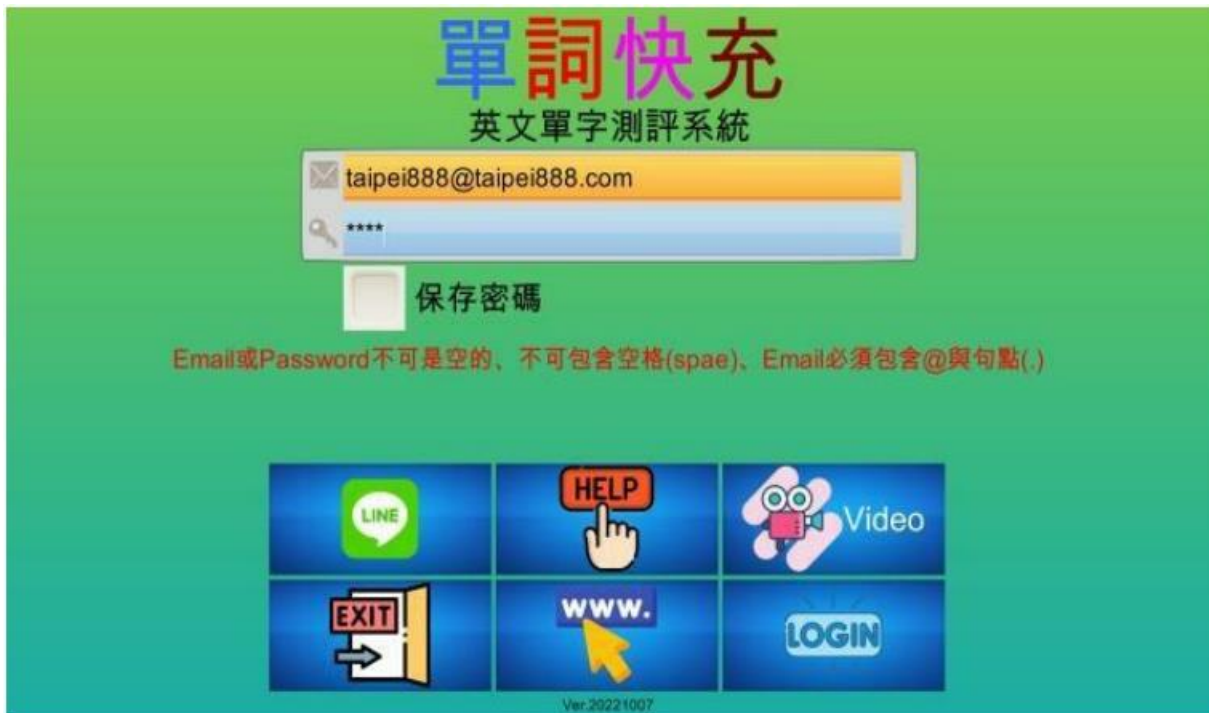 單詞快充
英文單字測評系統
taipei888@taipei888.com
****
保存密碼
Email或Password不可是空的、不可包含空格(spae)、Email必須包含@與句點(.)
LINE
HELP
Video
EXIT
www.
LOGIN
Ver.20221007